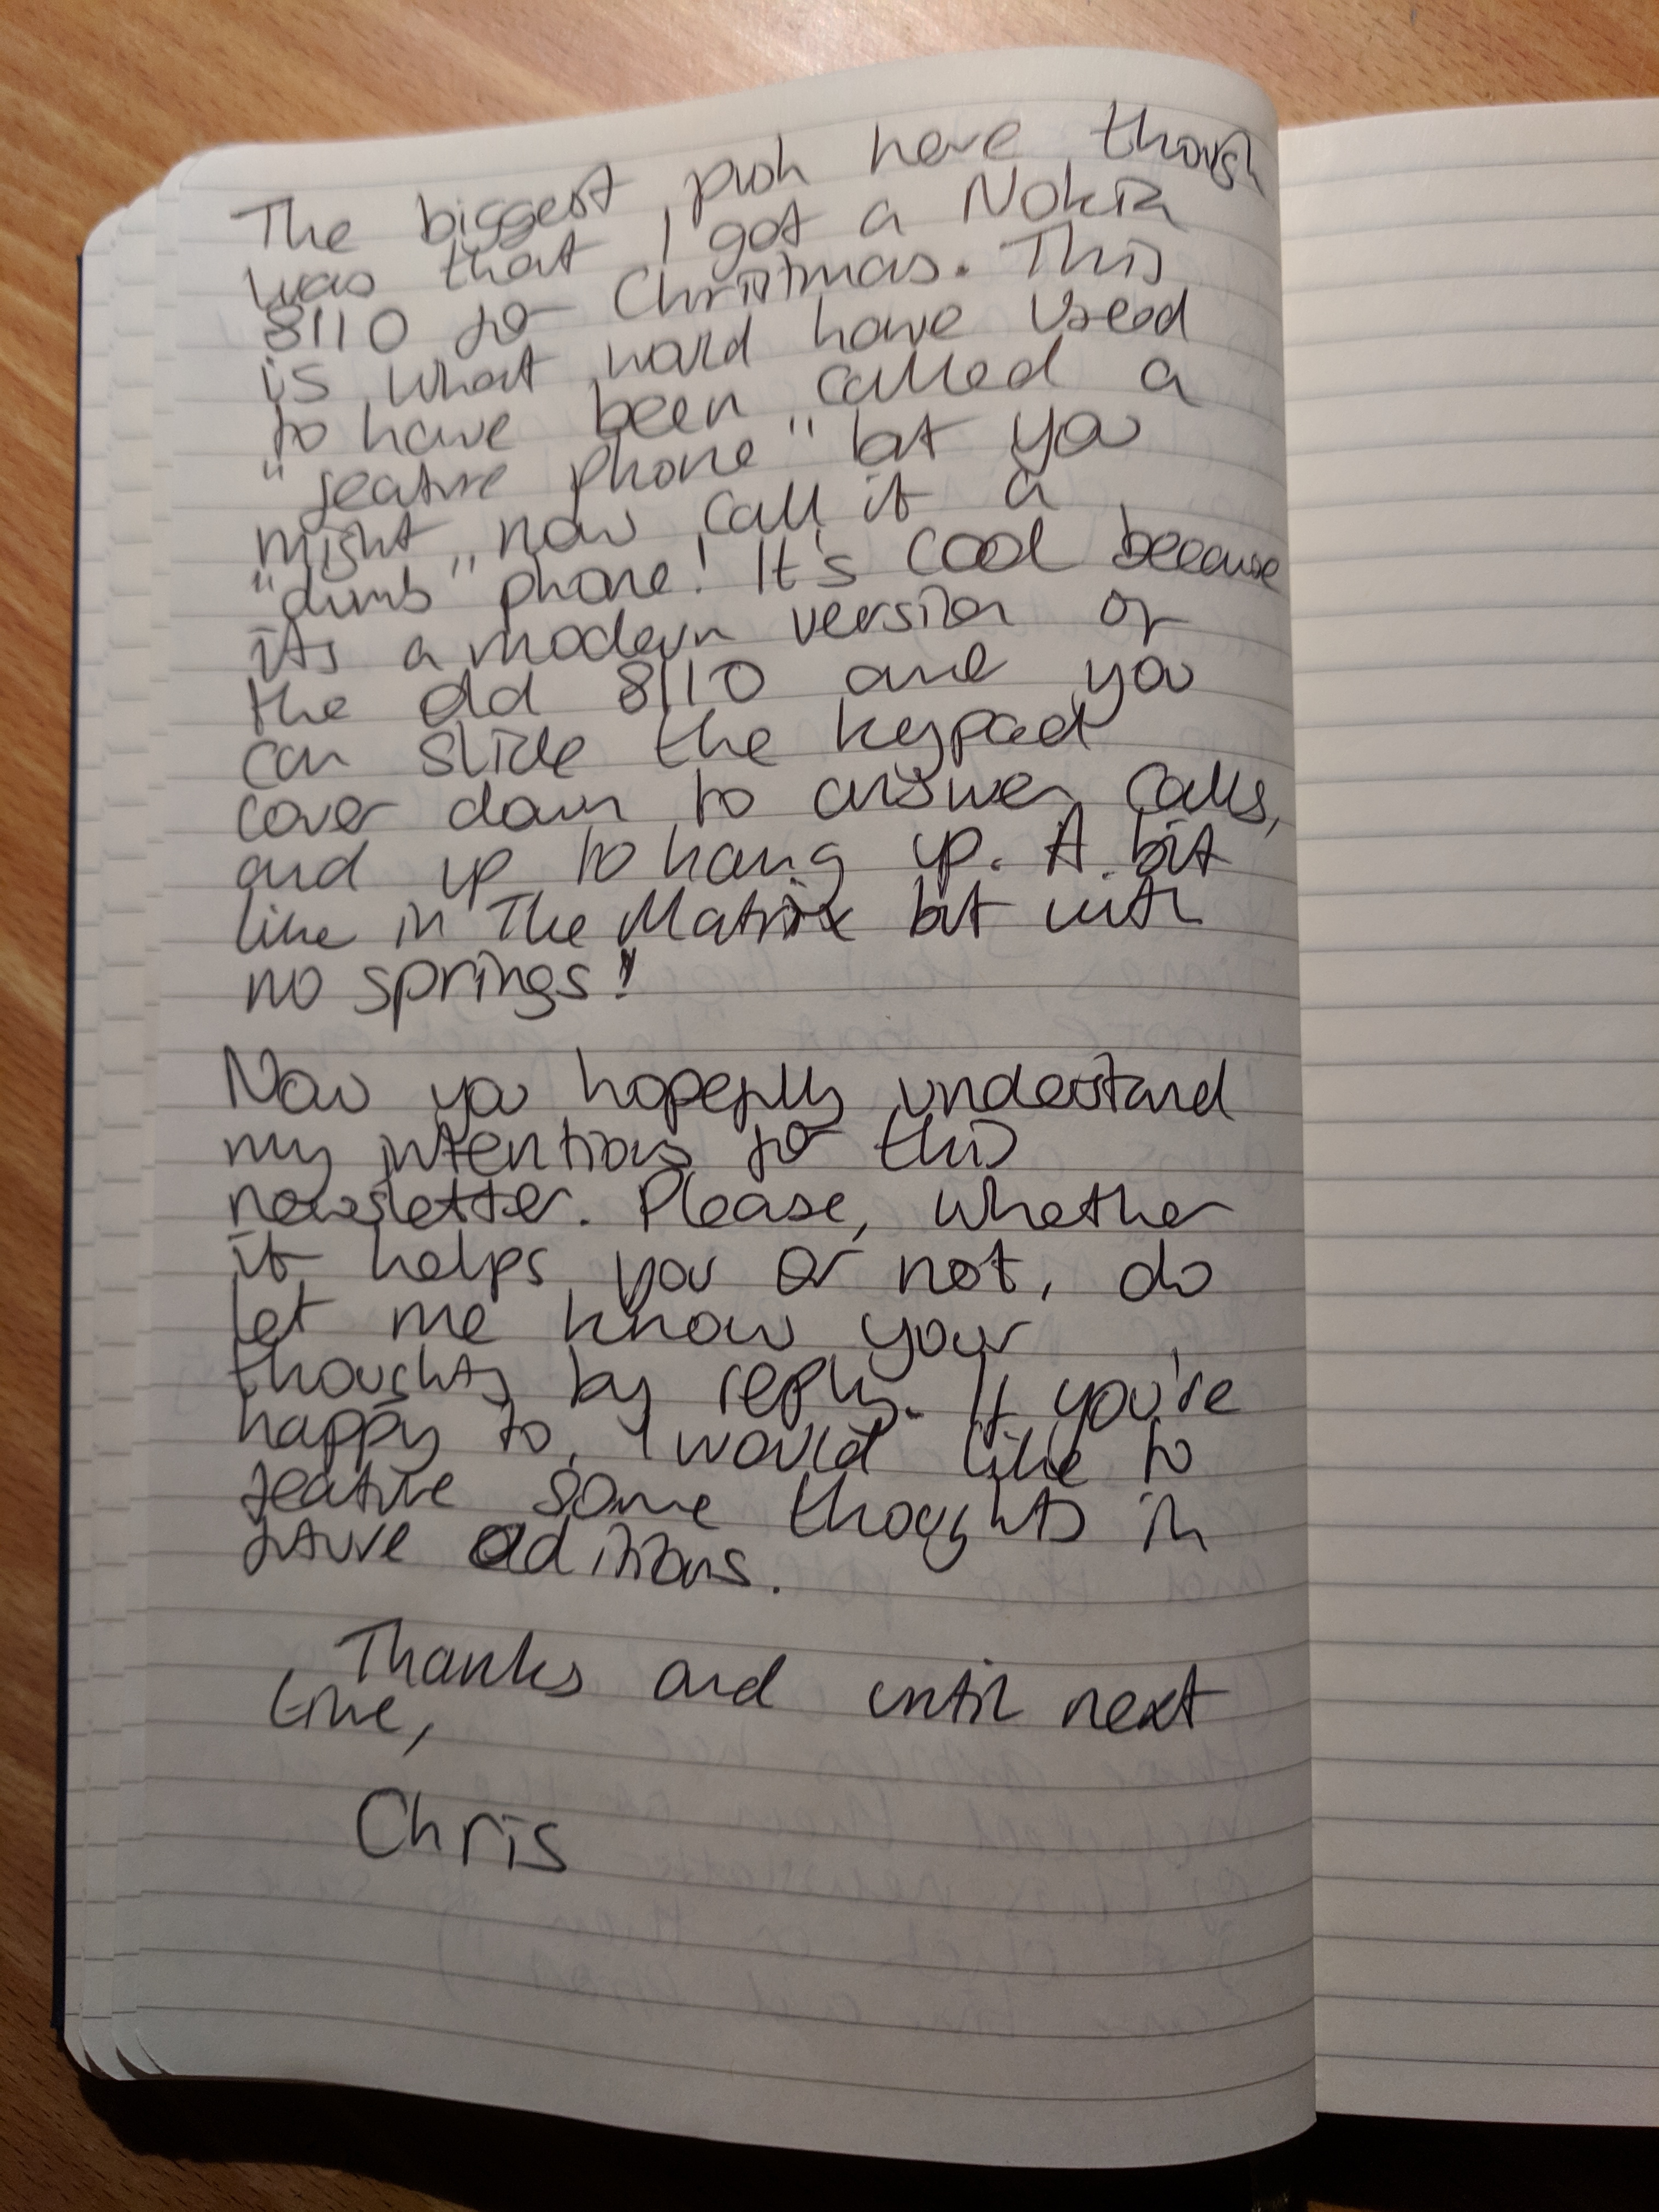 The biggest push here though
was that I got a Nokia
8110 for Christmas. This
is what would have used
to have been called a
"feature phone" but you
might now call it a
"dumb" phone! It's cool because
its a modern version of
the old 8110 and you
can slide the keypad
cover down to answer calls,
and up to hang up. A bit
like in The Matrix but with
no springs!
Now you hopefully understand
my intentions for this
newsletter. Please, whether
it helps you or not, do
let me know your
thoughts by reply. If you're
happy to, I would like to
feature some thoughts in
future editions.
Thanks and until next
time,
Chris